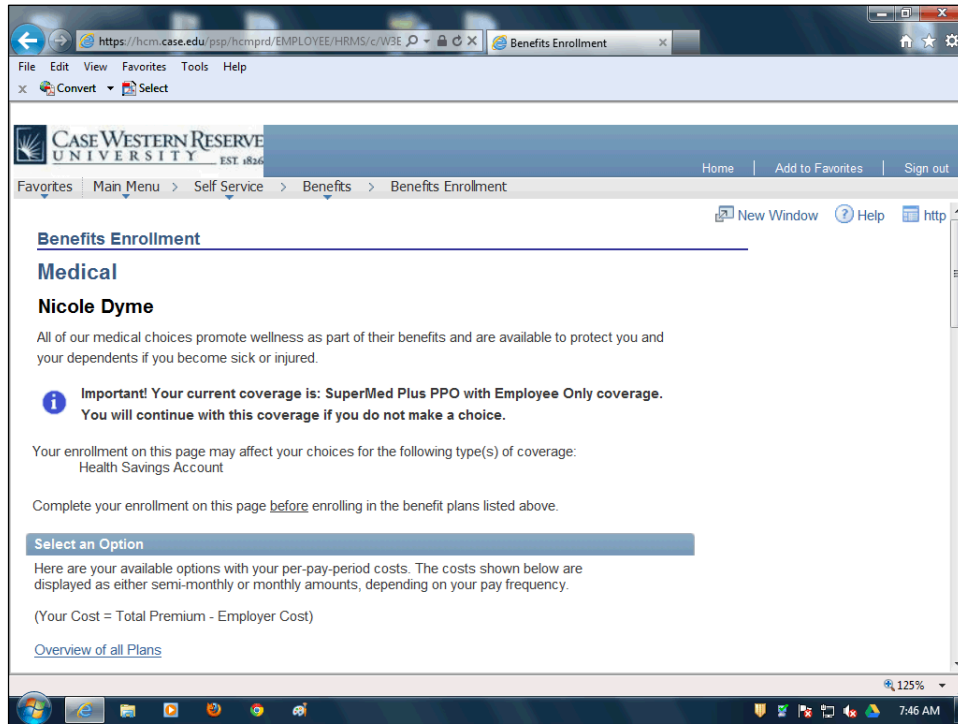 https://hcm.case.edu/psp/hcmprd/EMPLOYEE/HRMS/c/W3E
Benefits Enrollment
File Edit View Favorites Tools Help
x Convert Select
CASE WESTERN RESERVE
UNIVERSITY EST. 1826
Home | Add to Favorites | Sign out
Favorites Main Menu > Self Service > Benefits > Benefits Enrollment
New Window Help http
Benefits Enrollment
Medical
Nicole Dyme
All of our medical choices promote wellness as part of their benefits and are available to protect you and
your dependents if you become sick or injured.
Important! Your current coverage is: SuperMed Plus PPO with Employee Only coverage.
You will continue with this coverage if you do not make a choice.
Your enrollment on this page may affect your choices for the following type(s) of coverage:
Health Savings Account
Complete your enrollment on this page before enrolling in the benefit plans listed above.
Select an Option
Here are your available options with your per-pay-period costs. The costs shown below are
displayed as either semi-monthly or monthly amounts, depending on your pay frequency.
(Your Cost = Total Premium - Employer Cost)
Overview of all Plans
125%
7:46 AM